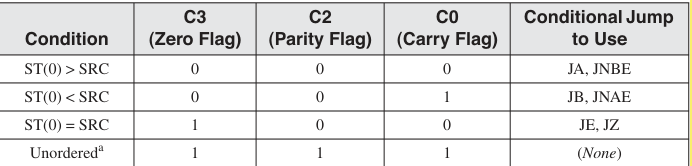 Condition C3 (Zero Flag) C2 (Parity Flag) C0 (Carry Flag) Conditional Jump to Use
ST(0) > SRC 0 0 0 JA, JNBE
ST(0) < SRC 0 0 1 JB, JNAE
ST(0) = SRC 1 0 0 JE, JZ
Unordereda 1 1 1 (None)